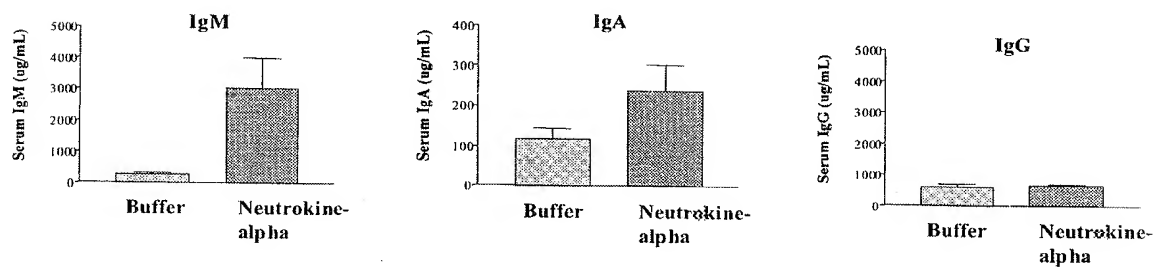 IgM
5000
4000
3000
2000
1000
0
Serum IgM (ug/mL)
Buffer
Neutrokine-
alpha
IgA
400
300
200
100
0
Serum IgA (ug/mL)
Buffer
Neutrokine-
alpha
IgG
5000
4000
3000
2000
1000
0
Serum IgG (ug/mL)
Buffer
Neutrokine-
alpha